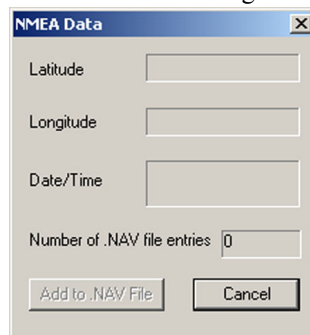 NMEA Data
Latitude
Longitude
Date/Time
Number of .NAV file entries 0
Add to .NAV File Cancel